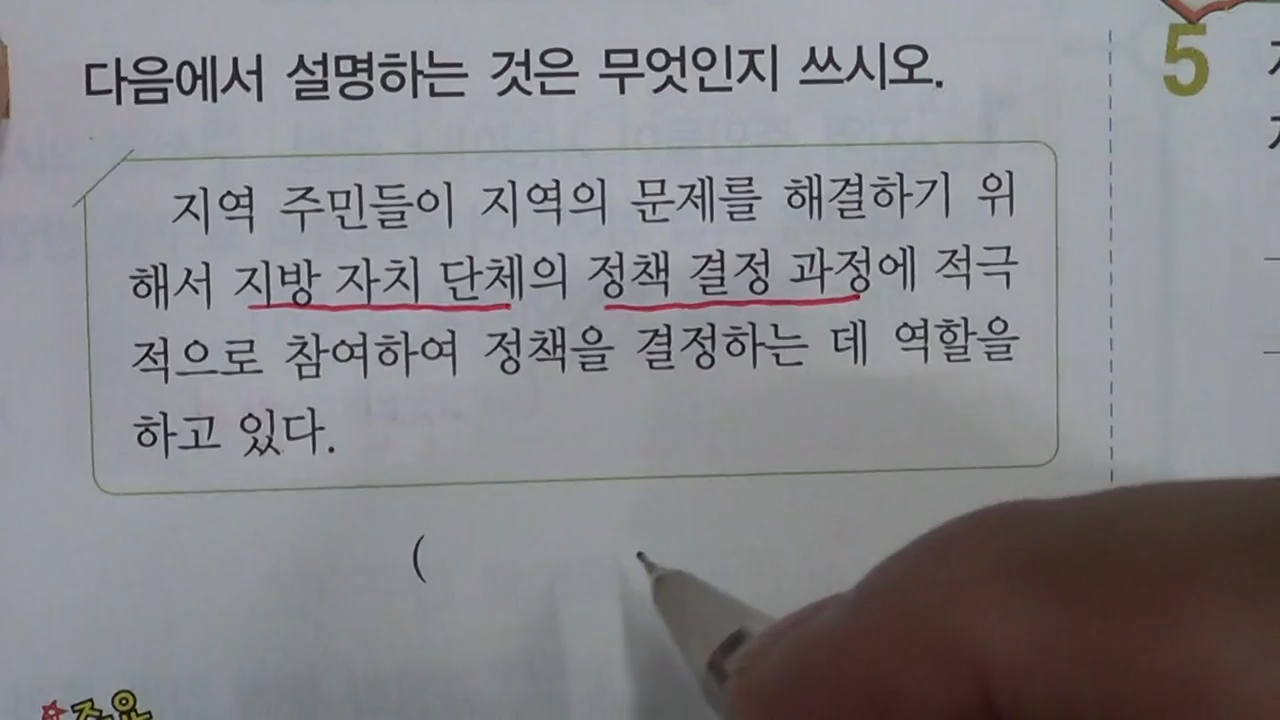 다음에서 설명하는 것은 무엇인지 쓰시오.
지역 주민들이 지역의 문제를 해결하기 위
해서 지방 자치 단체의 정책 결정 과정에 적극
적으로 참여하여 정책을 결정하는 데 역할을
하고 있다.
(
5